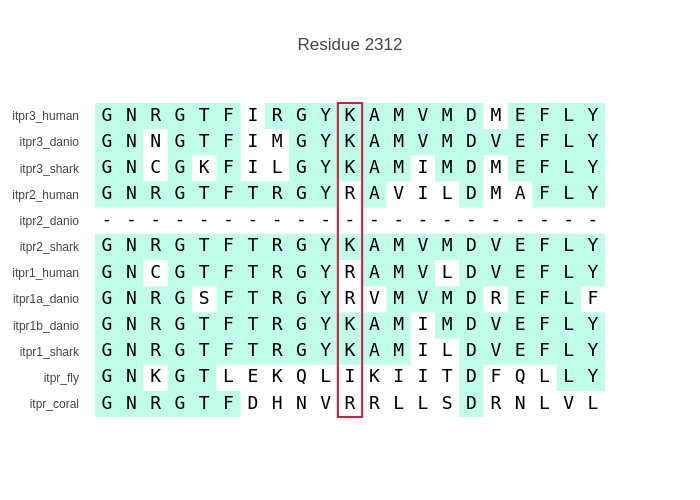 Residue 2312
itpr3_human G N R G T F I R G Y K A M V M D M E F L Y
itpr3_danio G N N G T F I M G Y K A M V M D V E F L Y
itpr3_shark G N C G K F I L G Y K A M I M D M E F L Y
itpr2_human G N R G T F T R G Y R A V I L D M A F L Y
itpr2_danio - - - - - - - - - - - - - - - - - - - - -
itpr2_shark G N R G T F T R G Y K A M V M D V E F L Y
itpr1_human G N C G T F T R G Y R A M V L D V E F L Y
itpr1a_danio G N R G S F T R G Y R V M V M D R E F L F
itpr1b_danio G N R G T F T R G Y K A M I M D V E F L Y
itpr1_shark G N R G T F T R G Y K A M I L D V E F L Y
itpr_fly G N K G T L E K Q L I K I I T D F Q L L Y
itpr_coral G N R G T F D H N V R R L L S D R N L V L